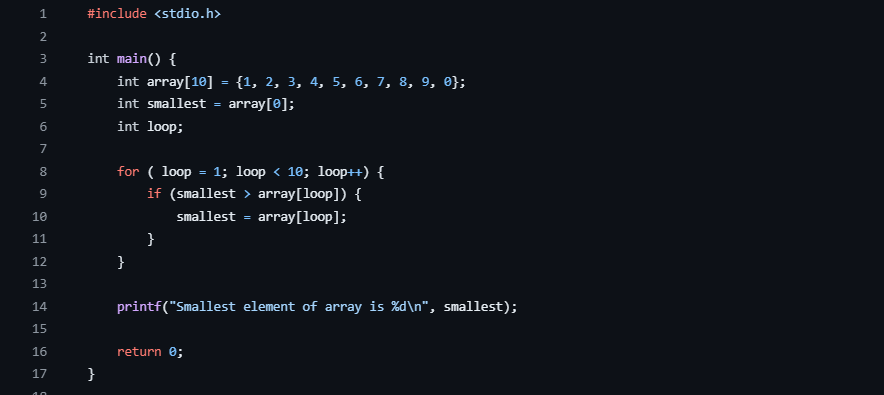 1 #include <stdio.h>
2
3 int main() {
4 int array[10] = {1, 2, 3, 4, 5, 6, 7, 8, 9, 0};
5 int smallest = array[0];
6 int loop;
7
8 for ( loop = 1; loop < 10; loop++) {
9 if (smallest > array[loop]) {
10 smallest = array[loop];
11 }
12 }
13
14 printf("Smallest element of array is %d\n", smallest);
15
16 return 0;
17 }
18